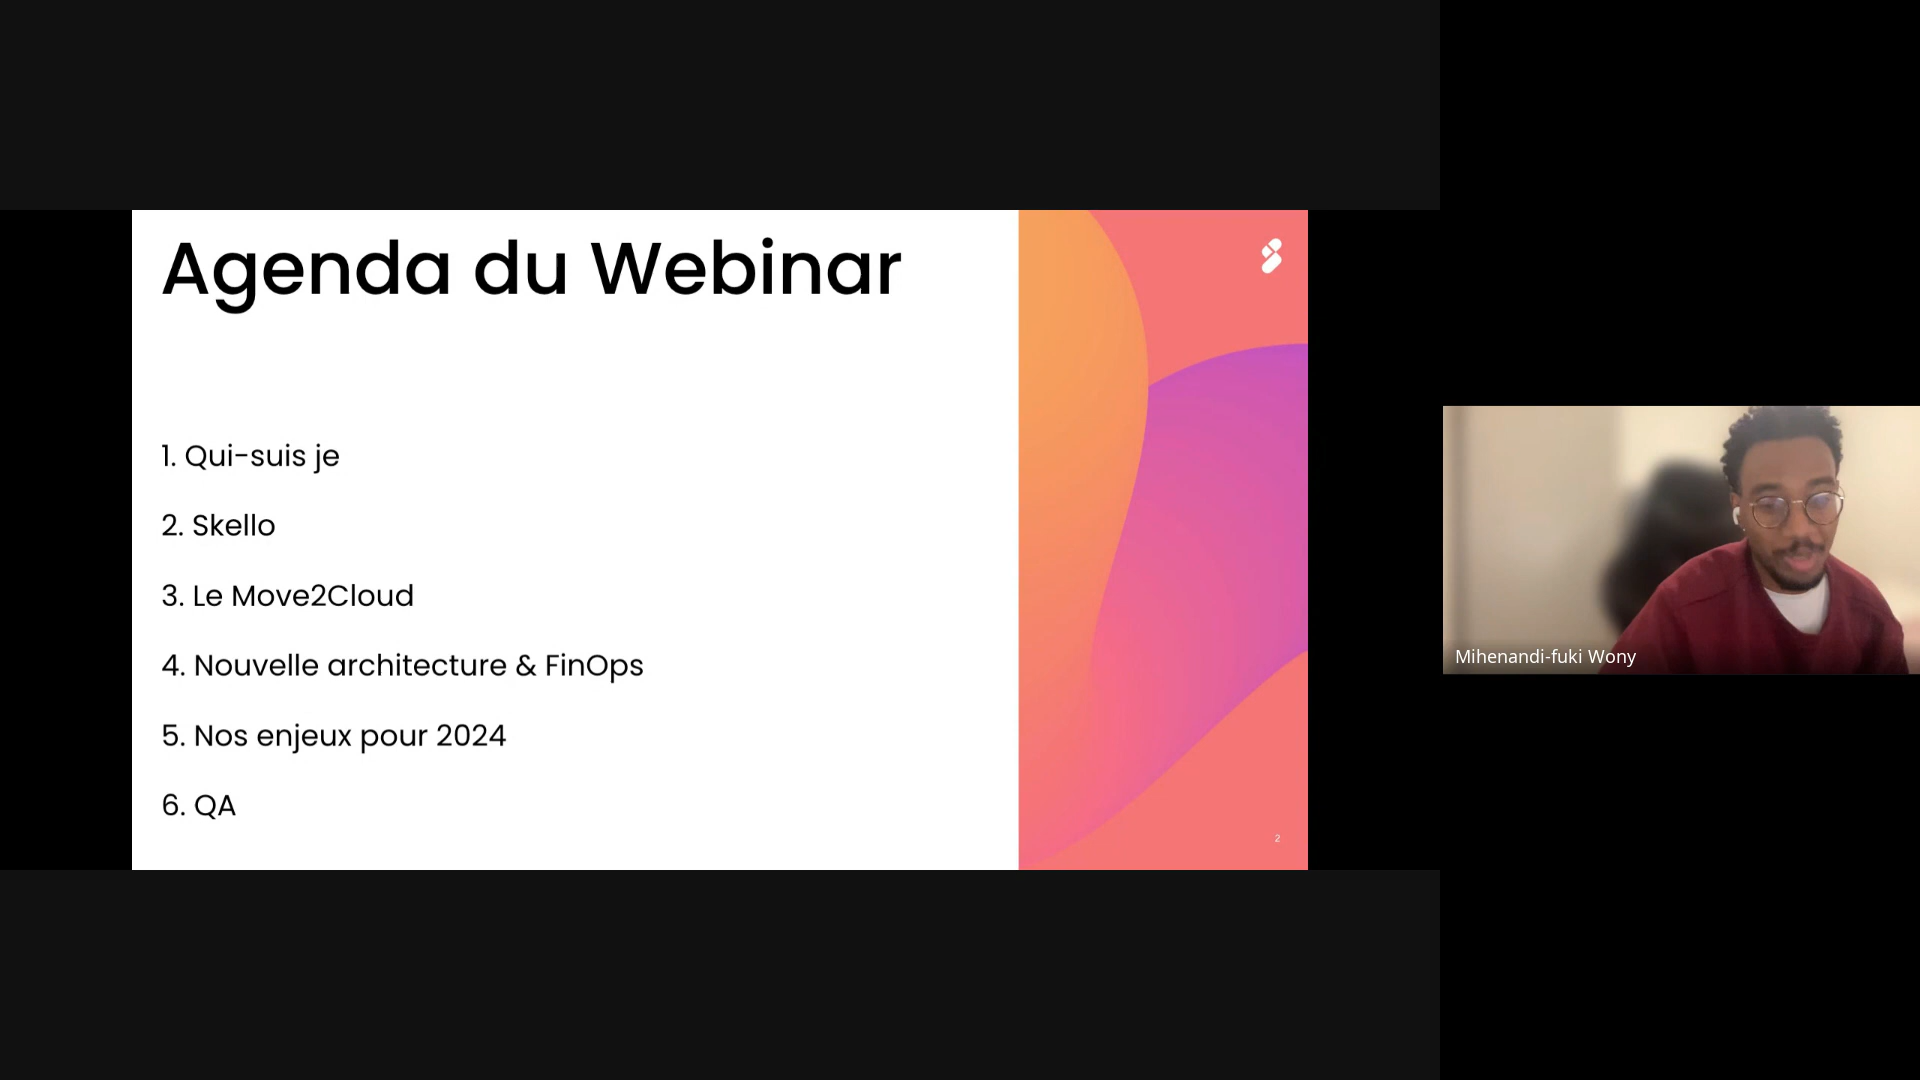 Agenda du Webinar
1. Qui-suis je
2. Skello
3. Le Move2Cloud
4. Nouvelle architecture & FinOps
5. Nos enjeux pour 2024
6. QA
2
Mihenandi-fuki Wony